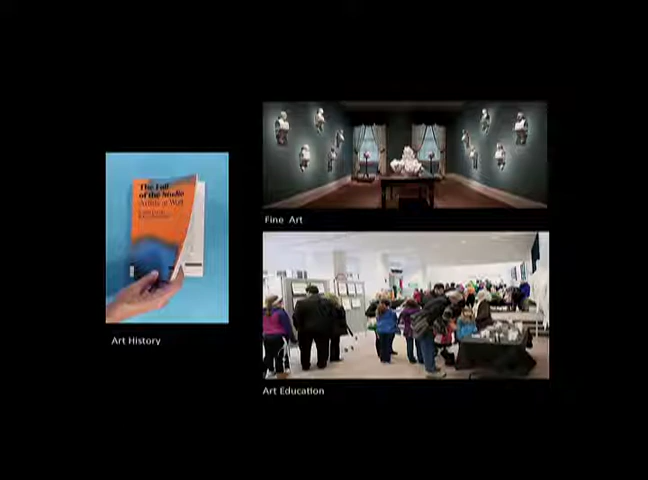 The Fall
of the Studio
Artists at Work
Art History
Fine Art
Art Education